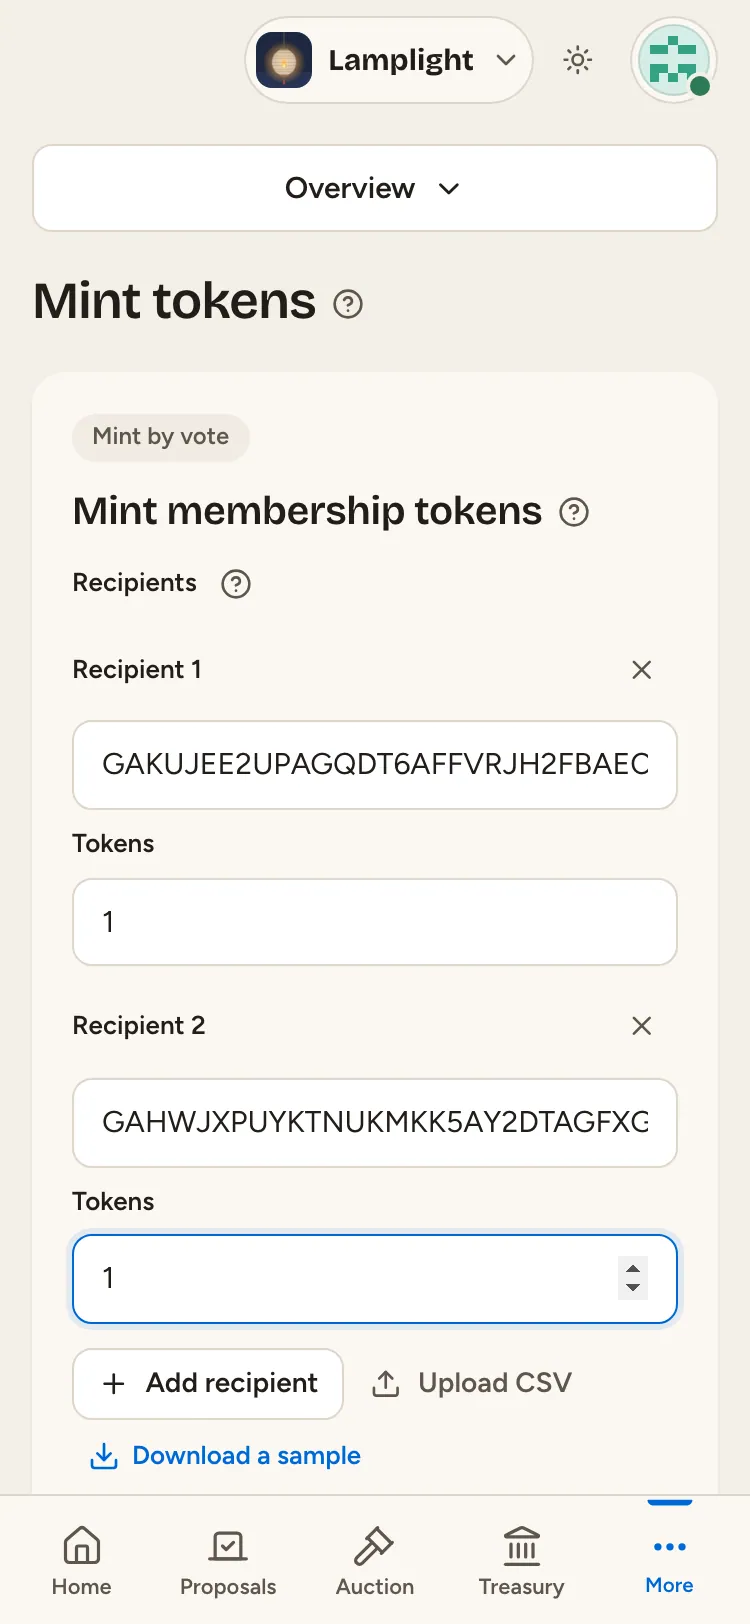 Lamplight
Overview
Mint tokens
Mint by vote
Mint membership tokens
Recipients
Recipient 1
GAKUJEE2UPAGQDT6AFFVRJH2FBAEC
Tokens
1
Recipient 2
GAHWJXPUYKTNUKMKK5AY2DTAGFXG
Tokens
1
Add recipient
Upload CSV
Download a sample
Home
Proposals
Auction
Treasury
More